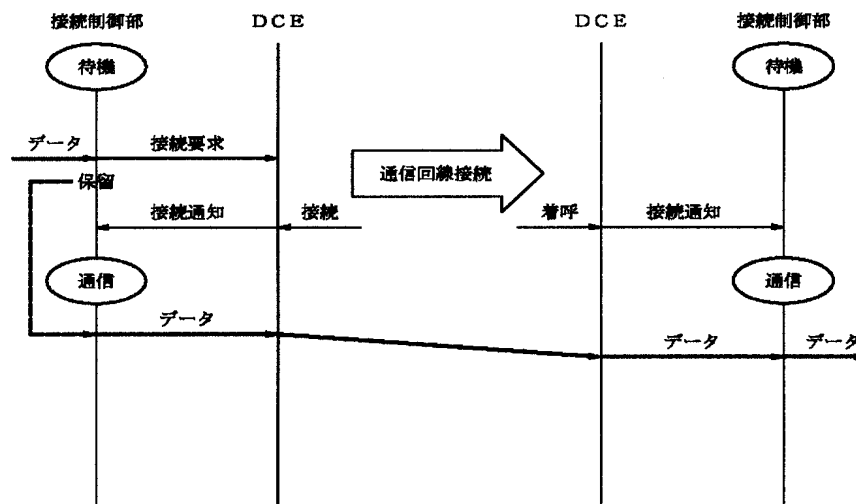 接続制御部 DCE DCE 接続制御部
待機 待機
データ 接続要求
通信回線接続
保留
接続通知 接続 着呼 接続通知
通信 通信
データ
データ データ